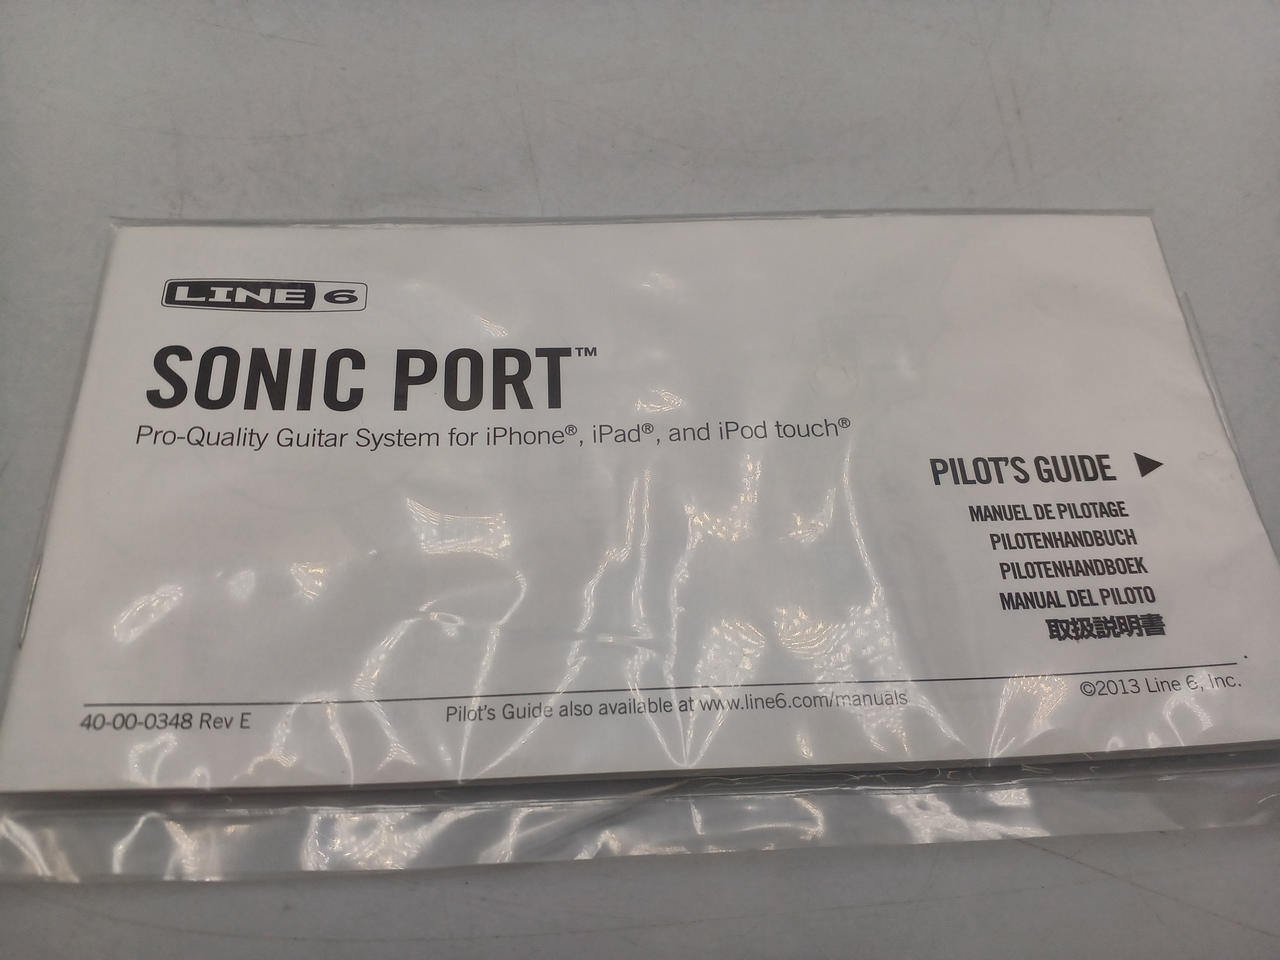 LINE 6
SONIC PORT™
Pro-Quality Guitar System for iPhone®, iPad®, and iPod touch®
PILOT'S GUIDE ▶
MANUEL DE PILOTAGE
PILOTENHANDBUCH
PILOTENHANDBOEK
MANUAL DEL PILOTO
取扱説明書
40-00-0348 Rev E
Pilot's Guide also available at www.line6.com/manuals
©2013 Line 6, Inc.